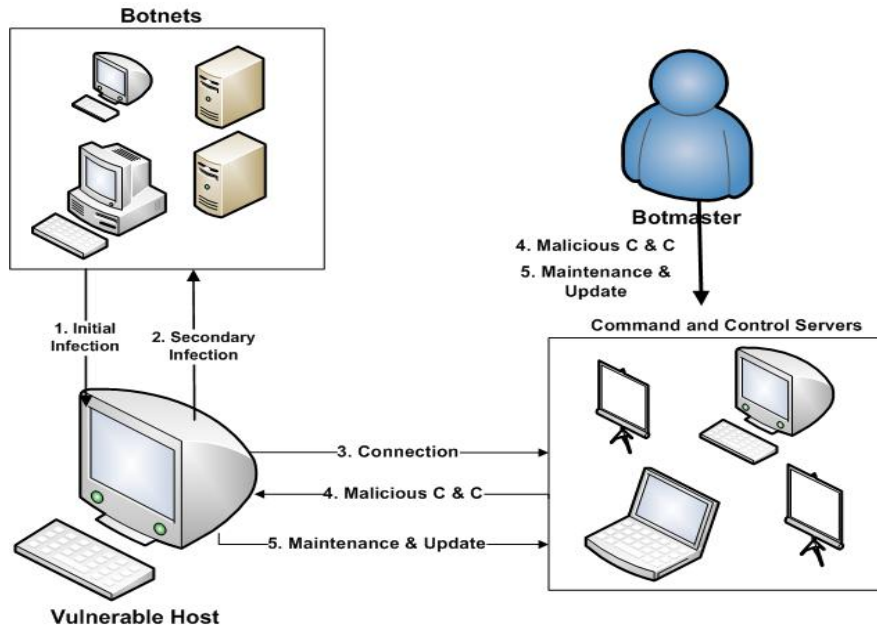 Botnets
Botmaster
4. Malicious C & C
5. Maintenance &
Update
1. Initial
Infection
2. Secondary
Infection
Command and Control Servers
3. Connection
4. Malicious C & C
5. Maintenance & Update
Vulnerable Host